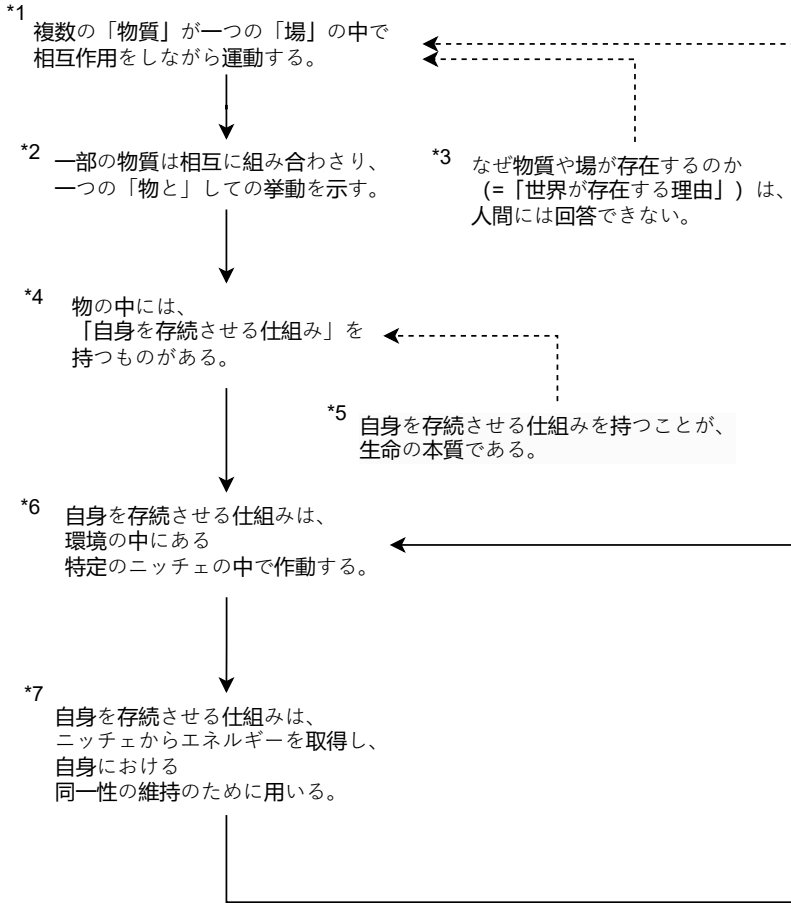 *1
複数の「物質」が一つの「場」の中で
相互作用をしながら運動する。
*2
一部の物質は相互に組み合わさり、
一つの「物と」しての挙動を示す。
*3
なぜ物質や場が存在するのか
(=「世界が存在する理由」) は、
人間には回答できない。
*4
物の中には、
「自身を存続させる仕組み」を
持つものがある。
*5
自身を存続させる仕組みを持つことが、
生命の本質である。
*6
自身を存続させる仕組みは、
環境の中にある
特定のニッチェの中で作動する。
*7
自身を存続させる仕組みは、
ニッチェからエネルギーを取得し、
自身における
同一性の維持のために用いる。